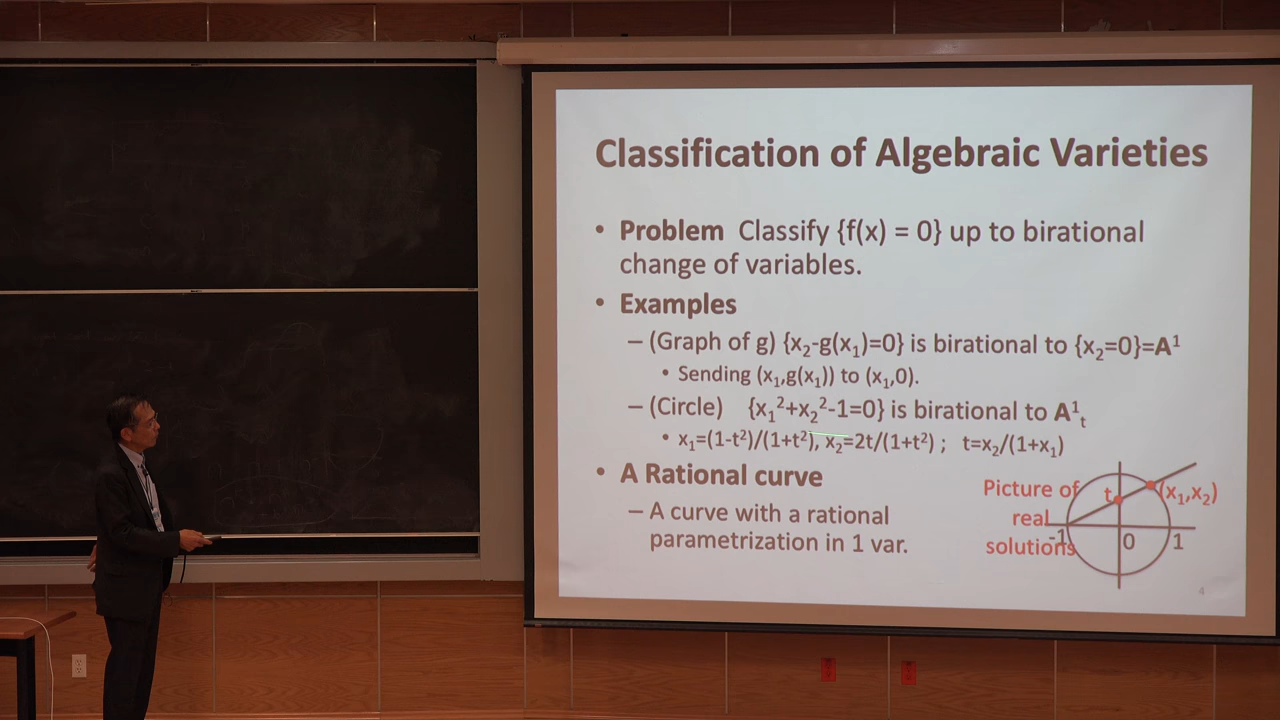 Classification of Algebraic Varieties
• Problem Classify {f(x) = 0} up to birational
change of variables.
• Examples
– (Graph of g) {x₂-g(x₁)=0} is birational to {x₂=0}=A¹
• Sending (x₁,g(x₁)) to (x₁,0).
– (Circle) {x₁²+x₂²-1=0} is birational to A¹ₜ
• x₁=(1-t²)/(1+t²), x₂=2t/(1+t²) ; t=x₂/(1+x₁)
• A Rational curve
– A curve with a rational
parametrization in 1 var.
Picture of
real
solutions
t
(x₁,x₂)
-1
0
1
4